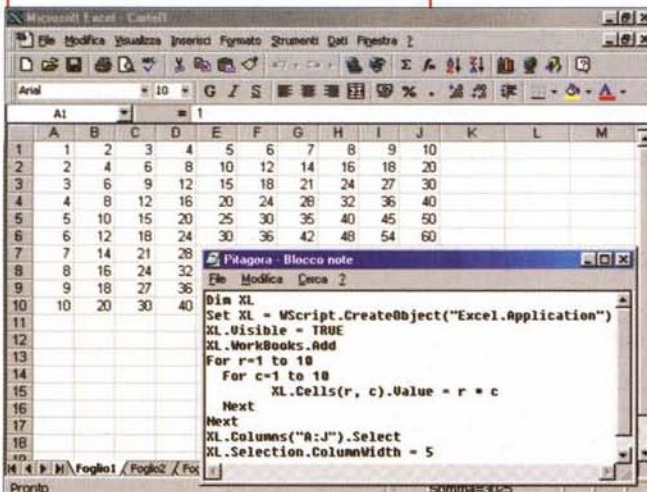 Microsoft Excel - Cartel1
File Modifica Visualizza Inserisci Formato Strumenti Dati Finestra ?
Arial 10 G I S
A1 = 1
A B C D E F G H I J K L M
1 1 2 3 4 5 6 7 8 9 10
2 2 4 6 8 10 12 14 16 18 20
3 3 6 9 12 15 18 21 24 27 30
4 4 8 12 16 20 24 28 32 36 40
5 5 10 15 20 25 30 35 40 45 50
6 6 12 18 24 30 36 42 48 54 60
7 7 14 21 28
8 8 16 24 32
9 9 18 27 36
10 10 20 30 40
11
12
13
14
15
16
17
18
Pitagora - Blocco note
File Modifica Cerca ?
Dim XL
Set XL = WScript.CreateObject("Excel.Application")
XL.Visible = TRUE
XL.WorkBooks.Add
For r=1 to 10
For c=1 to 10
XL.Cells(r, c).Value = r * c
Next
Next
XL.Columns("A:J").Select
XL.Selection.ColumnWidth = 5
Foglio1 Foglio2 Fog
Pronto
Somma=3025